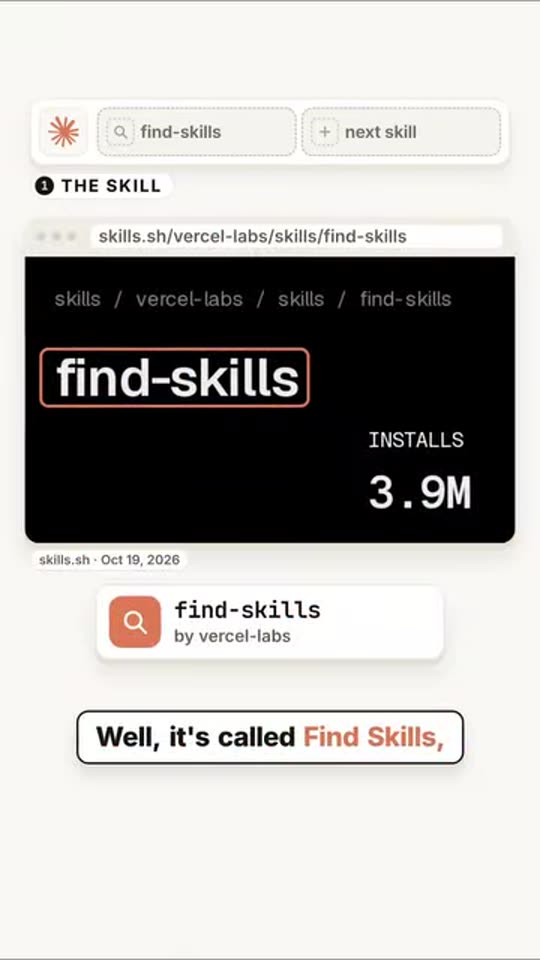 find-skills
next skill
1 THE SKILL
skills.sh/vercel-labs/skills/find-skills
skills / vercel-labs / skills / find-skills
find-skills
INSTALLS
3.9M
skills.sh · Oct 19, 2026
find-skills
by vercel-labs
Well, it's called Find Skills,